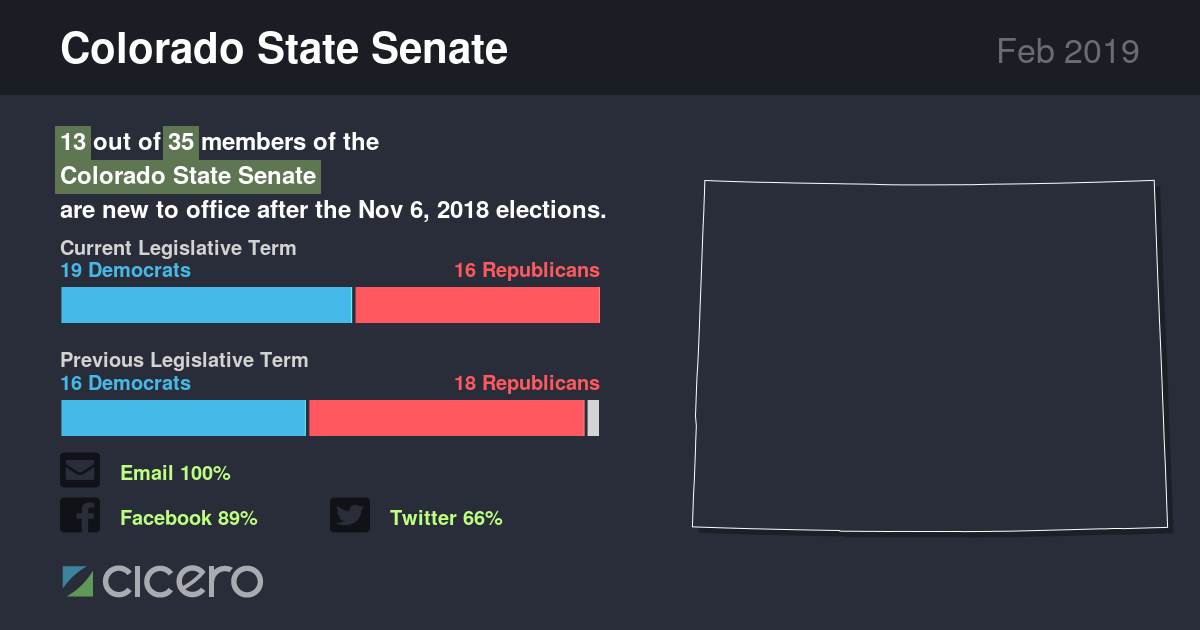 Colorado State Senate
Feb 2019
13 out of 35 members of the
Colorado State Senate
are new to office after the Nov 6, 2018 elections.
Current Legislative Term
19 Democrats 16 Republicans
Previous Legislative Term
16 Democrats 18 Republicans
Email 100%
Facebook 89% Twitter 66%
cicero